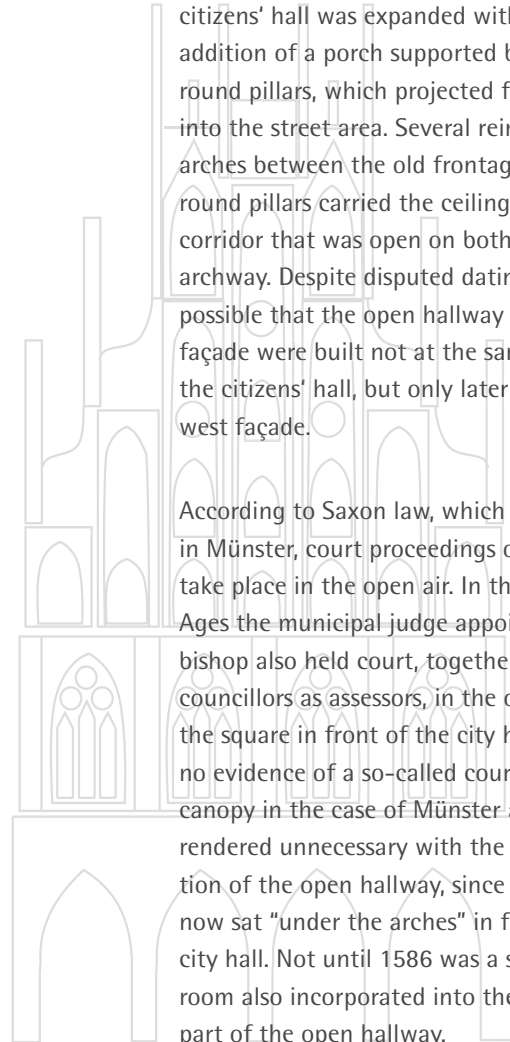 citizens' hall was expanded with
addition of a porch supported b
round pillars, which projected f
into the street area. Several rein
arches between the old frontag
round pillars carried the ceiling
corridor that was open on both
archway. Despite disputed datin
possible that the open hallway
façade were built not at the sam
the citizens' hall, but only later
west façade.

According to Saxon law, which
in Münster, court proceedings o
take place in the open air. In th
Ages the municipal judge appoi
bishop also held court, togethe
councillors as assessors, in the o
the square in front of the city h
no evidence of a so-called cour
canopy in the case of Münster a
rendered unnecessary with the
tion of the open hallway, since
now sat “under the arches” in f
city hall. Not until 1586 was a s
room also incorporated into the
part of the open hallway.